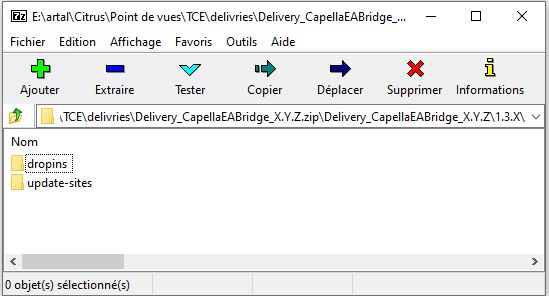 E:\artal\Citrus\Point de vues\TCE\delivries\Delivery_CapellaEABridge_...
Fichier Edition Affichage Favoris Outils Aide
Ajouter Extraire Tester Copier Déplacer Supprimer Informations
\TCE\delivries\Delivery_CapellaEABridge_X.Y.Z.zip\Delivery_CapellaEABridge_X.Y.Z\1.3.X\
Nom
dropins
update-sites
0 objet(s) sélectionné(s)